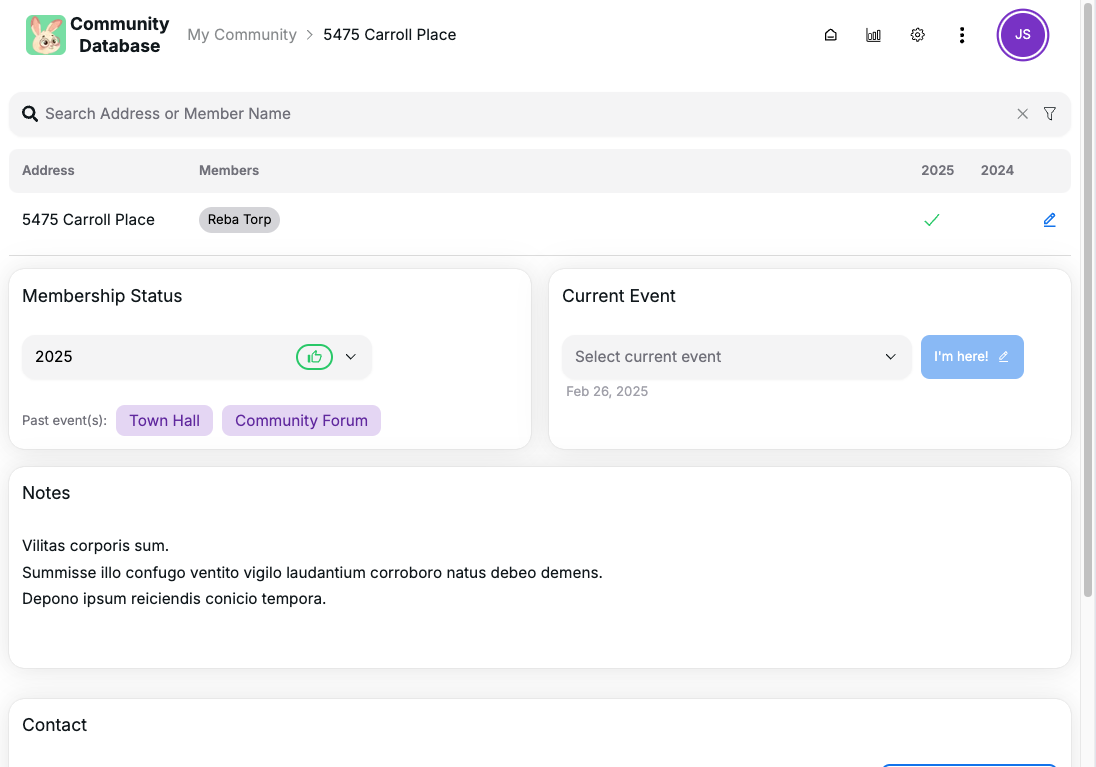 Community
Database
My Community > 5475 Carroll Place
JS
Search Address or Member Name
Address Members 2025 2024
5475 Carroll Place Reba Torp
Membership Status
2025
Past event(s): Town Hall Community Forum
Current Event
Select current event I'm here!
Feb 26, 2025
Notes
Vilitas corporis sum.
Summisse illo confugo ventito vigilo laudantium corroboro natus debeo demens.
Depono ipsum reiciendis conicio tempora.
Contact